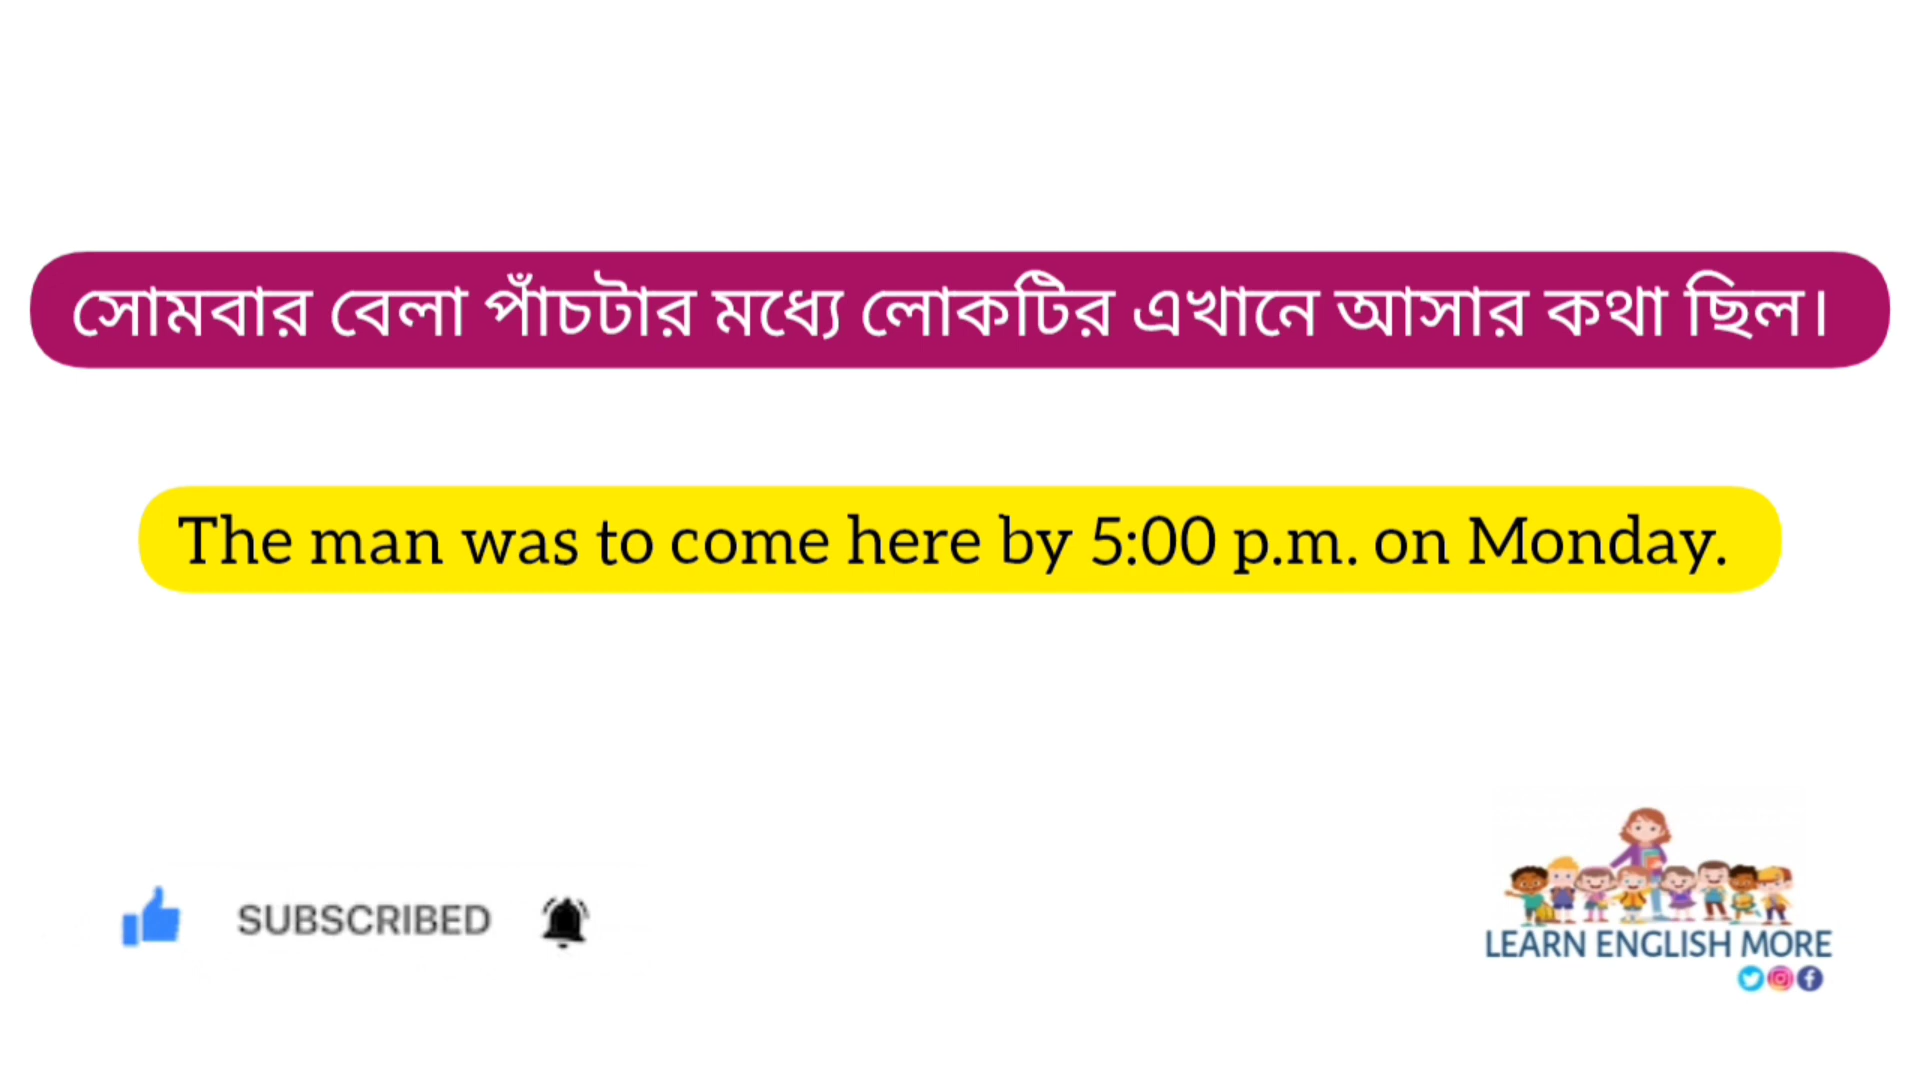 সোমবার বেলা পাঁচটার মধ্যে লোকটির এখানে আসার কথা ছিল।
The man was to come here by 5:00 p.m. on Monday.
SUBSCRIBED
LEARN ENGLISH MORE